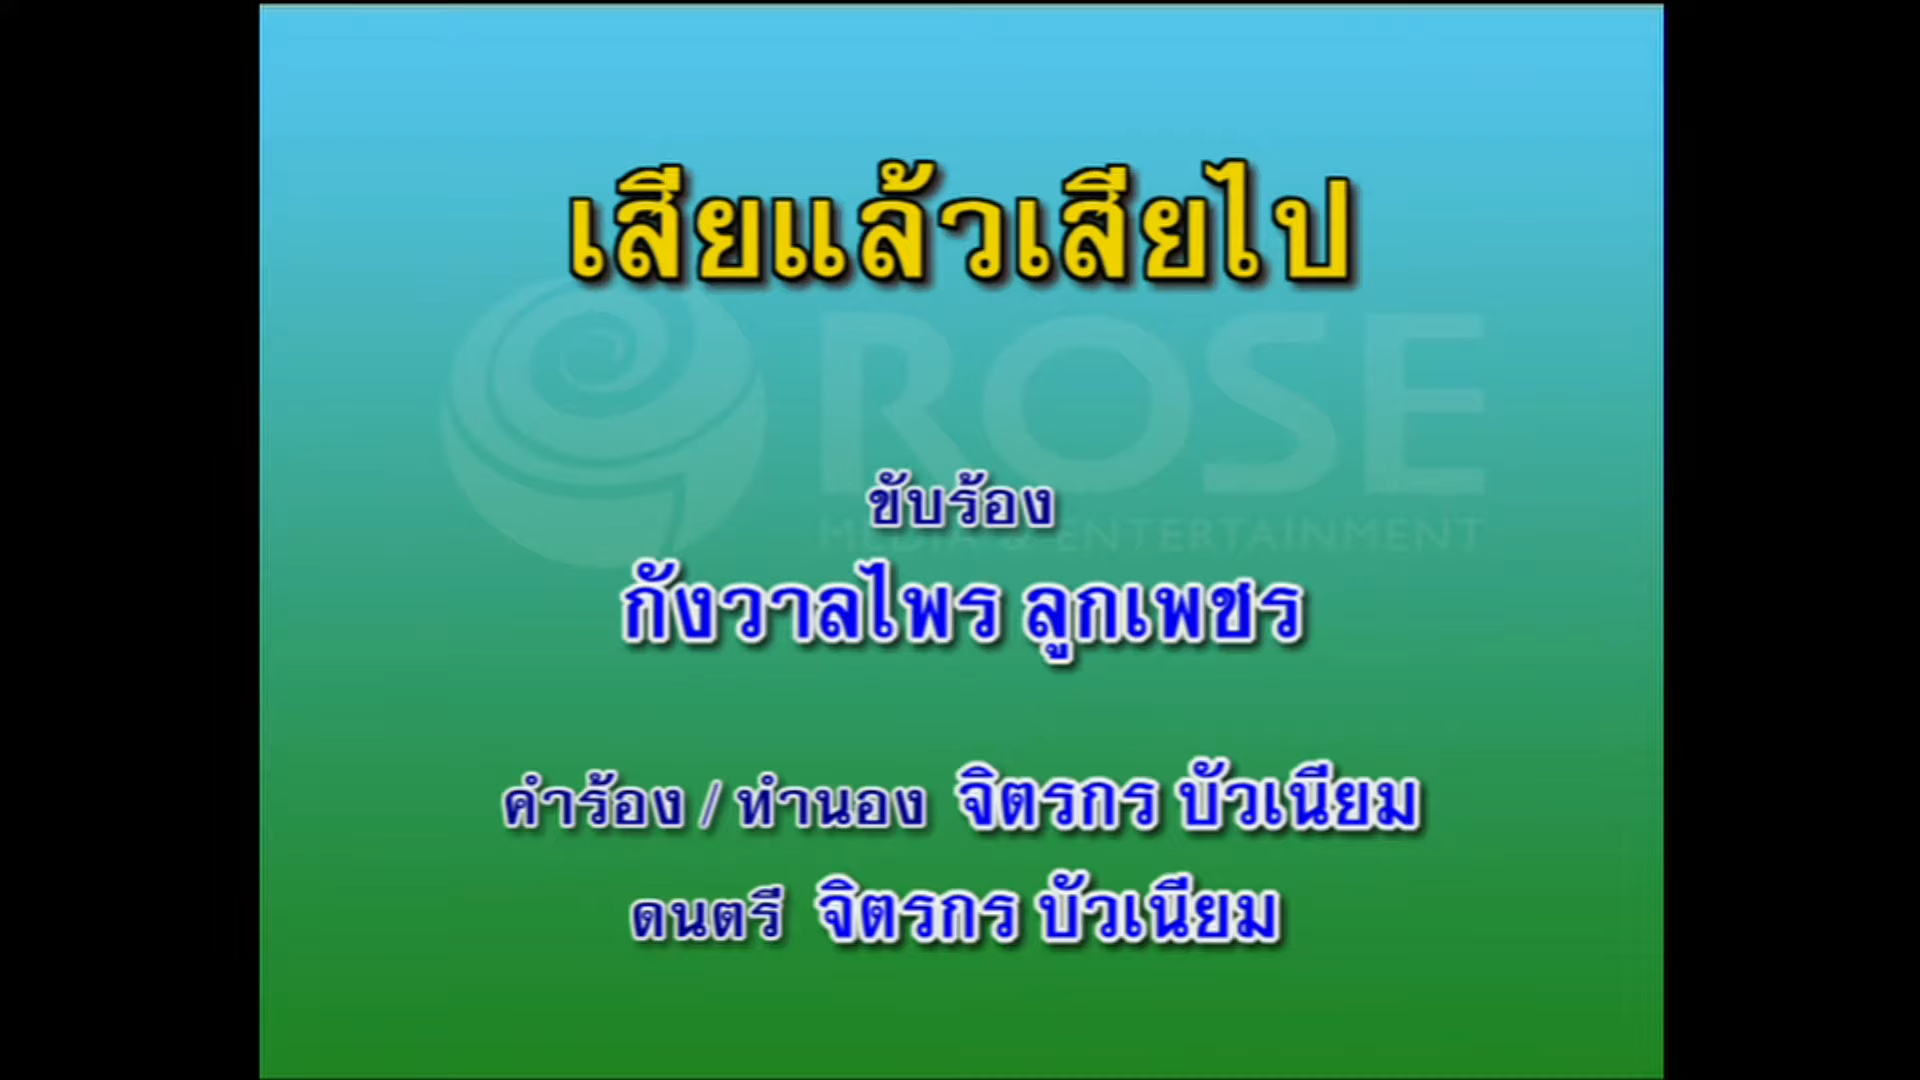 เสียแล้วเสียไป
ROSE
MEDIA & ENTERTAINMENT
ขับร้อง
กังวาลไพร ลูกเพชร
คำร้อง / ทำนอง จิตรกร บัวเนียม
ดนตรี จิตรกร บัวเนียม